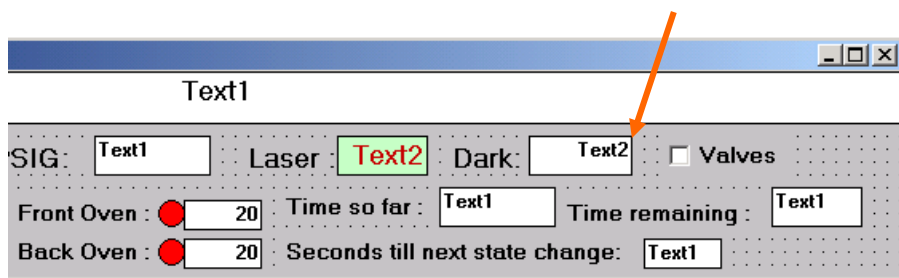 Text1
SIG: Text1 Laser : Text2 Dark: Text2 Valves
Front Oven : 20 Time so far : Text1 Time remaining : Text1
Back Oven : 20 Seconds till next state change: Text1